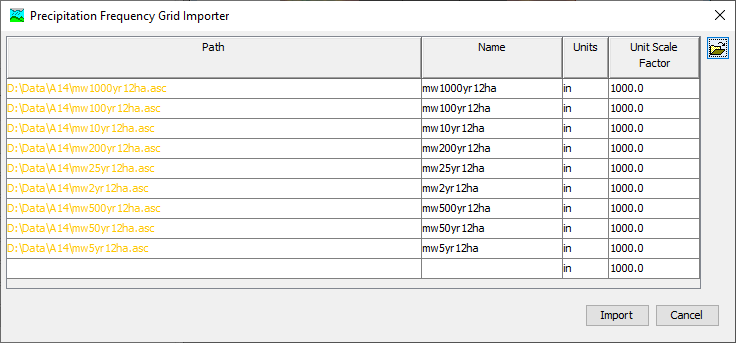 Precipitation Frequency Grid Importer
Path Name Units Unit Scale Factor
D:\Data\A14\mw1000yr12ha.asc mw1000yr12ha in 1000.0
D:\Data\A14\mw100yr12ha.asc mw100yr12ha in 1000.0
D:\Data\A14\mw10yr12ha.asc mw10yr12ha in 1000.0
D:\Data\A14\mw200yr12ha.asc mw200yr12ha in 1000.0
D:\Data\A14\mw25yr12ha.asc mw25yr12ha in 1000.0
D:\Data\A14\mw2yr12ha.asc mw2yr12ha in 1000.0
D:\Data\A14\mw500yr12ha.asc mw500yr12ha in 1000.0
D:\Data\A14\mw50yr12ha.asc mw50yr12ha in 1000.0
D:\Data\A14\mw5yr12ha.asc mw5yr12ha in 1000.0
in 1000.0
Import Cancel